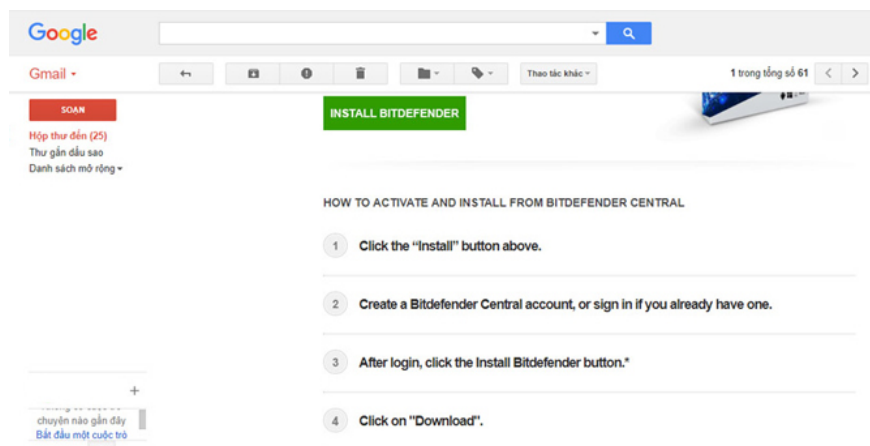 Google
Gmail
Thao tác khác
1 trong tổng số 61
SOẠN
Hộp thư đến (25)
Thư gắn dấu sao
Danh sách mở rộng
INSTALL BITDEFENDER
HOW TO ACTIVATE AND INSTALL FROM BITDEFENDER CENTRAL
1 Click the “Install” button above.
2 Create a Bitdefender Central account, or sign in if you already have one.
3 After login, click the Install Bitdefender button.*
4 Click on "Download".
+
chuyện nào gần đây
Bắt đầu một cuộc trò